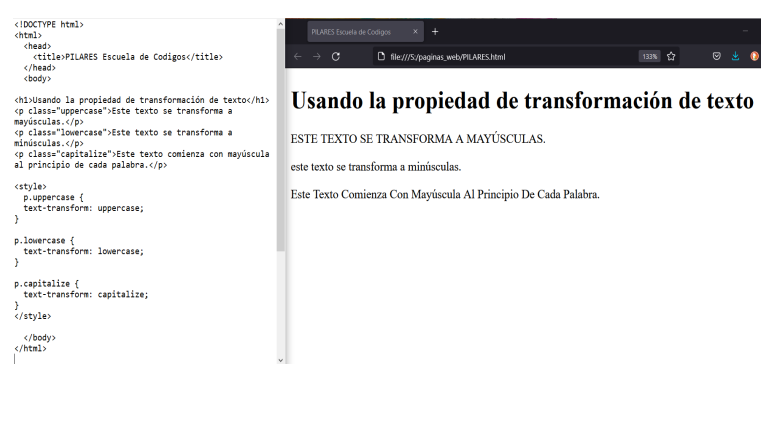 <!DOCTYPE html>
<html>
<head>
<title>PILARES Escuela de Codigos</title>
</head>
<body>
<h1>Usando la propiedad de transformación de texto</h1>
<p class="uppercase">Este texto se transforma a
mayúsculas.</p>
<p class="lowercase">Este texto se transforma a
minúsculas.</p>
<p class="capitalize">Este texto comienza con mayúscula
al principio de cada palabra.</p>
<style>
p.uppercase {
text-transform: uppercase;
}
p.lowercase {
text-transform: lowercase;
}
p.capitalize {
text-transform: capitalize;
}
</style>
</body>
</html>
PILARES Escuela de Codigos
file:///S:/paginas_web/PILARES.html
133%
Usando la propiedad de transformación de texto
ESTE TEXTO SE TRANSFORMA A MAYÚSCULAS.
este texto se transforma a minúsculas.
Este Texto Comienza Con Mayúscula Al Principio De Cada Palabra.